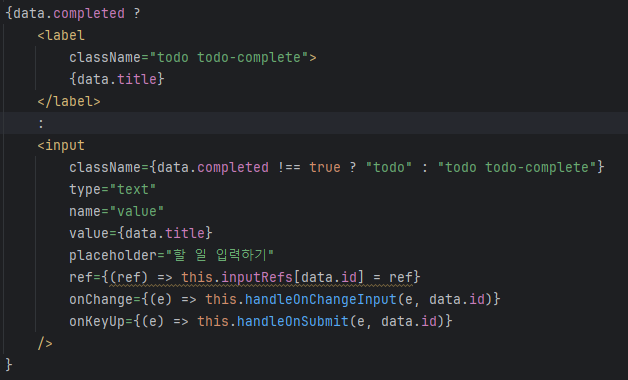 {data.completed ?
<label
className="todo todo-complete">
{data.title}
</label>
:
<input
className={data.completed !== true ? "todo" : "todo todo-complete"}
type="text"
name="value"
value={data.title}
placeholder="할 일 입력하기"
ref={(ref) => this.inputRefs[data.id] = ref}
onChange={(e) => this.handleOnChangeInput(e, data.id)}
onKeyUp={(e) => this.handleOnSubmit(e, data.id)}
/>
}